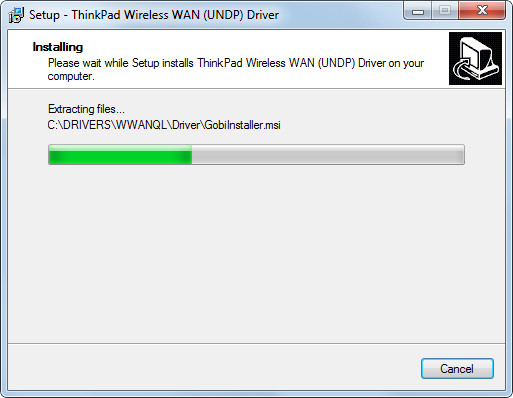 Setup - ThinkPad Wireless WAN (UNDP) Driver
Installing
Please wait while Setup installs ThinkPad Wireless WAN (UNDP) Driver on your
computer.
Extracting files...
C:\DRIVERS\WWANQL\Driver\GobiInstaller.msi
Cancel